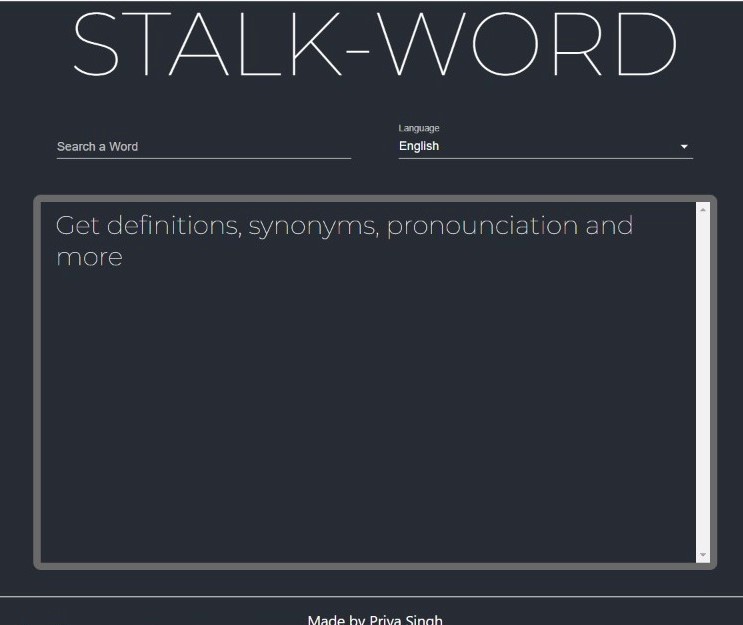 STALK-WORD
Language
Search a Word
English
Get definitions, synonyms, pronounciation and
more
Made by Priya Singh